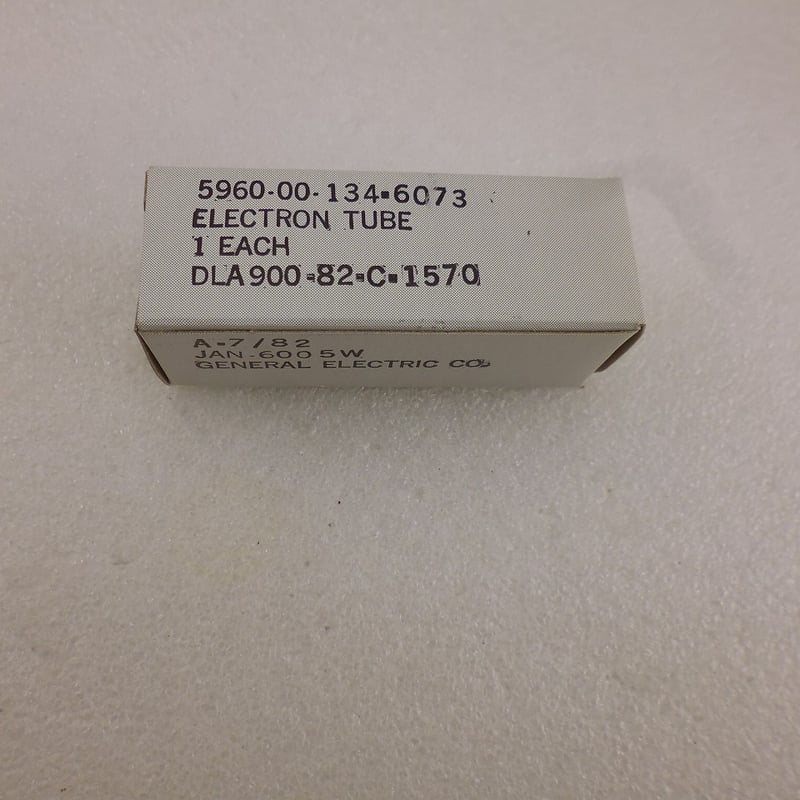 5960-00-134-6073
ELECTRON TUBE
1 EACH
DLA900-82-C-1570
A-7/82
JAN-6005W
GENERAL ELECTRIC CO.